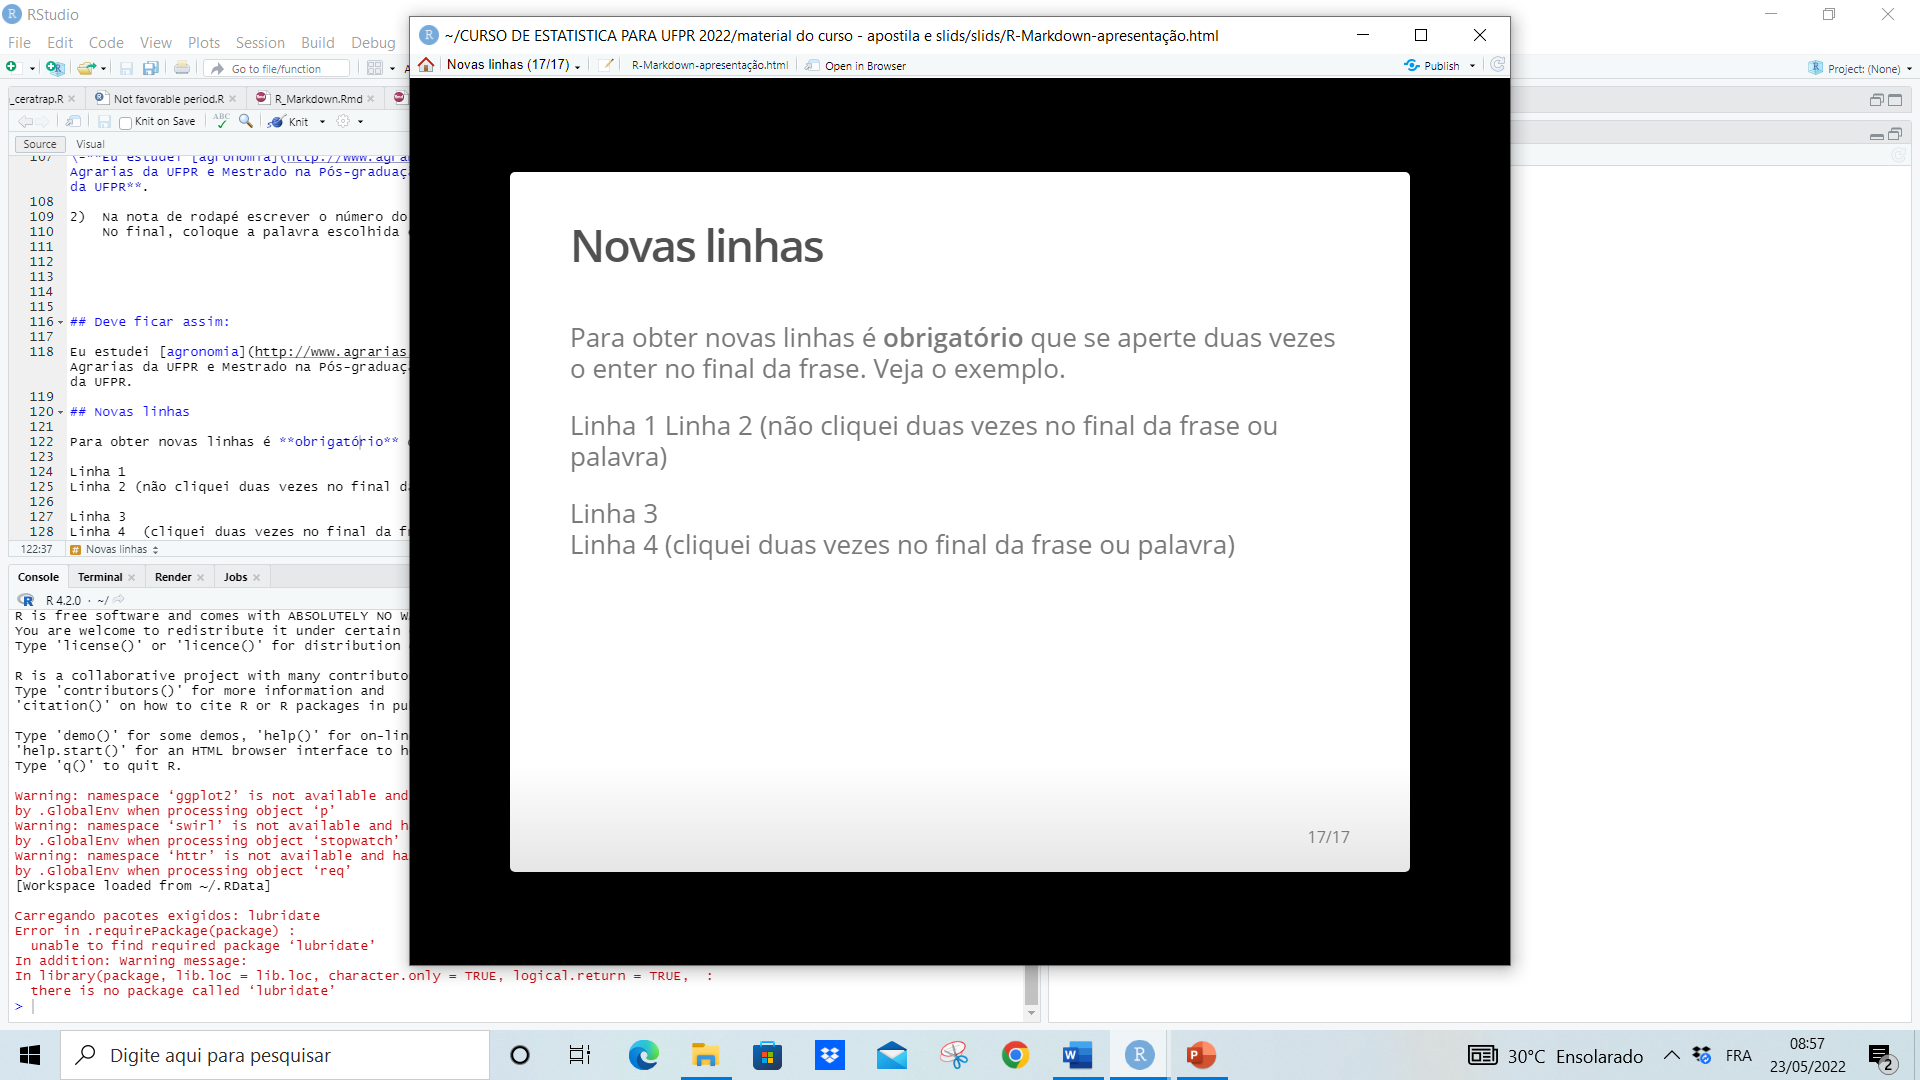 RStudio
File Edit Code View Plots Session Build Debug
Go to file/function
Project: (None)
_ceratrap.R
Not favorable period.R
R_Markdown.Rmd
Knit on Save
Knit
Source Visual
107 \-**Eu estudei [agronomia](http://www.agrar
Agrarias da UFPR e Mestrado na Pós-graduaç
da UFPR**.
108
109 2) Na nota de rodapé escrever o número do
110 No final, coloque a palavra escolhida
111
112
113
114
115
116 ## Deve ficar assim:
117
118 Eu estudei [agronomia](http://www.agrarias
Agrarias da UFPR e Mestrado na Pós-graduaç
da UFPR.
119
120 ## Novas linhas
121
122 Para obter novas linhas é **obrigatório**
123
124 Linha 1
125 Linha 2 (não cliquei duas vezes no final d
126
127 Linha 3
128 Linha 4 (cliquei duas vezes no final da fr
122:37 Novas linhas
Console Terminal Render Jobs
R 4.2.0 · ~/
R is free software and comes with ABSOLUTELY NO W
You are welcome to redistribute it under certain
Type 'license()' or 'licence()' for distribution
R is a collaborative project with many contributo
Type 'contributors()' for more information and
'citation()' on how to cite R or R packages in pu
Type 'demo()' for some demos, 'help()' for on-lin
'help.start()' for an HTML browser interface to h
Type 'q()' to quit R.
Warning: namespace ‘ggplot2’ is not available and
by .GlobalEnv when processing object ‘p’
Warning: namespace ‘swirl’ is not available and h
by .GlobalEnv when processing object ‘stopwatch’
Warning: namespace ‘httr’ is not available and ha
by .GlobalEnv when processing object ‘req’
[Workspace loaded from ~/.RData]
Carregando pacotes exigidos: lubridate
Error in .requirePackage(package) :
unable to find required package ‘lubridate’
In addition: Warning message:
In library(package, lib.loc = lib.loc, character.only = TRUE, logical.return = TRUE, :
there is no package called ‘lubridate’
>
~/CURSO DE ESTATISTICA PARA UFPR 2022/material do curso - apostila e slids/slids/R-Markdown-apresentação.html
Novas linhas (17/17) R-Markdown-apresentação.html Open in Browser Publish
Novas linhas
Para obter novas linhas é obrigatório que se aperte duas vezes
o enter no final da frase. Veja o exemplo.
Linha 1 Linha 2 (não cliquei duas vezes no final da frase ou
palavra)
Linha 3
Linha 4 (cliquei duas vezes no final da frase ou palavra)
17/17
Digite aqui para pesquisar
30°C Ensolarado
FRA
08:57
23/05/2022
2